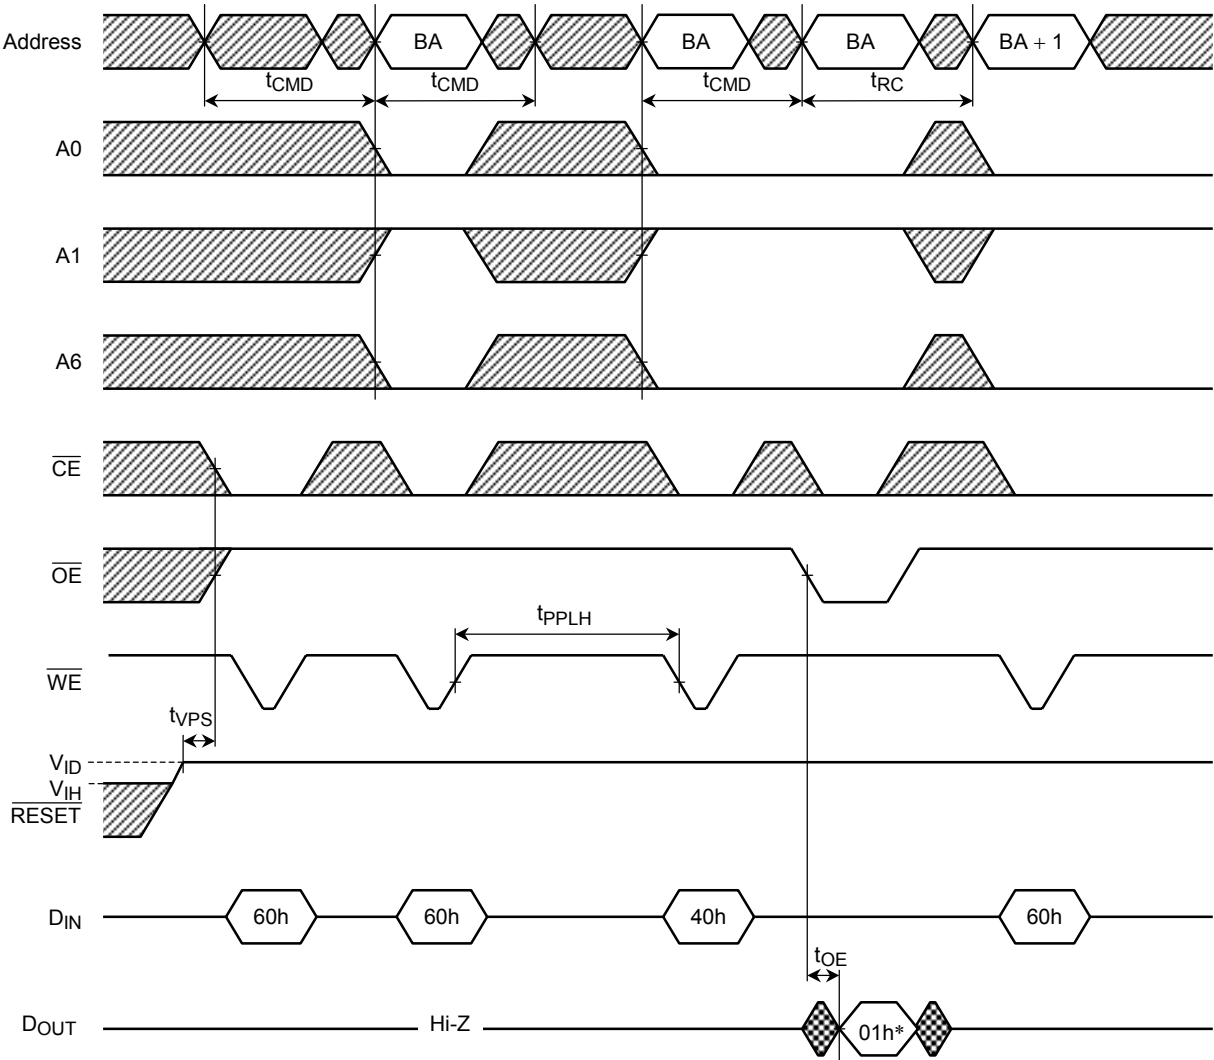 Address BA BA BA BA + 1
tCMD tCMD tCMD tRC
A0
A1
A6
CE
OE
tPPLH
WE
tVPS
VID
VIH
RESET
DIN 60h 60h 40h 60h
tOE
DOUT Hi-Z 01h*